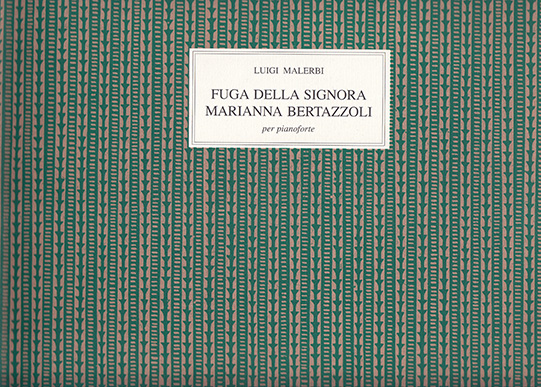 LUIGI MALERBI
FUGA DELLA SIGNORA
MARIANNA BERTAZZOLI
per pianoforte